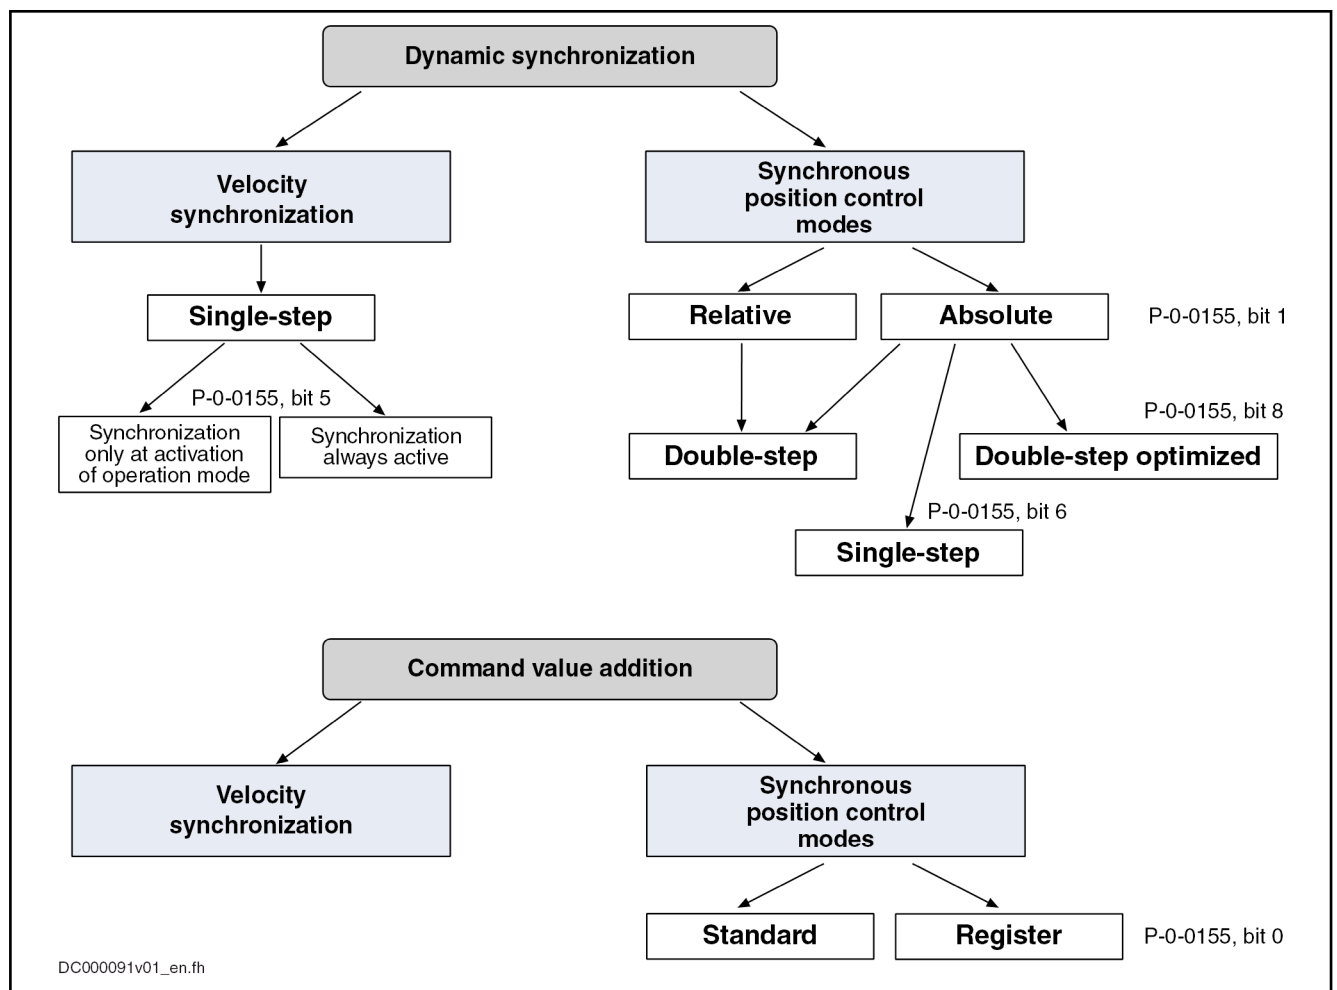 Dynamic synchronization
Velocity
synchronization
Synchronous
position control
modes
Single-step
Relative
Absolute
P-0-0155, bit 1
P-0-0155, bit 5
Synchronization
only at activation
of operation mode
Synchronization
always active
P-0-0155, bit 8
Double-step
Double-step optimized
P-0-0155, bit 6
Single-step
Command value addition
Velocity
synchronization
Synchronous
position control
modes
Standard
Register
P-0-0155, bit 0
DC000091v01_en.fh